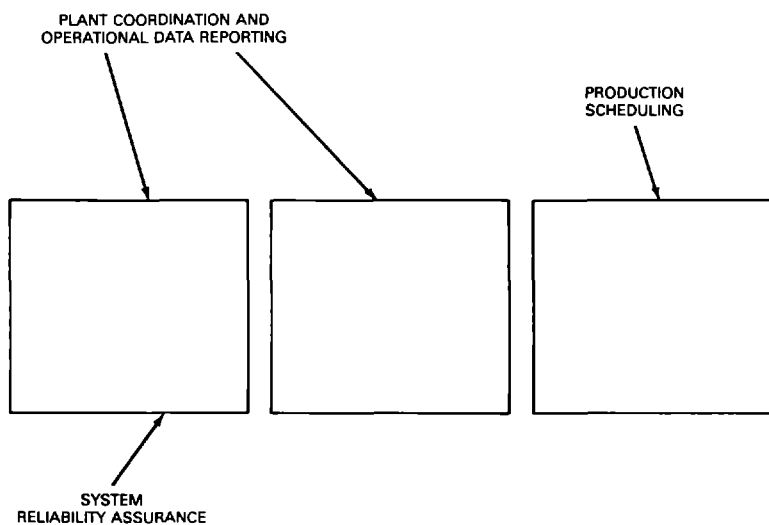 PLANT COORDINATION AND
OPERATIONAL DATA REPORTING
PRODUCTION
SCHEDULING
SYSTEM
RELIABILITY ASSURANCE